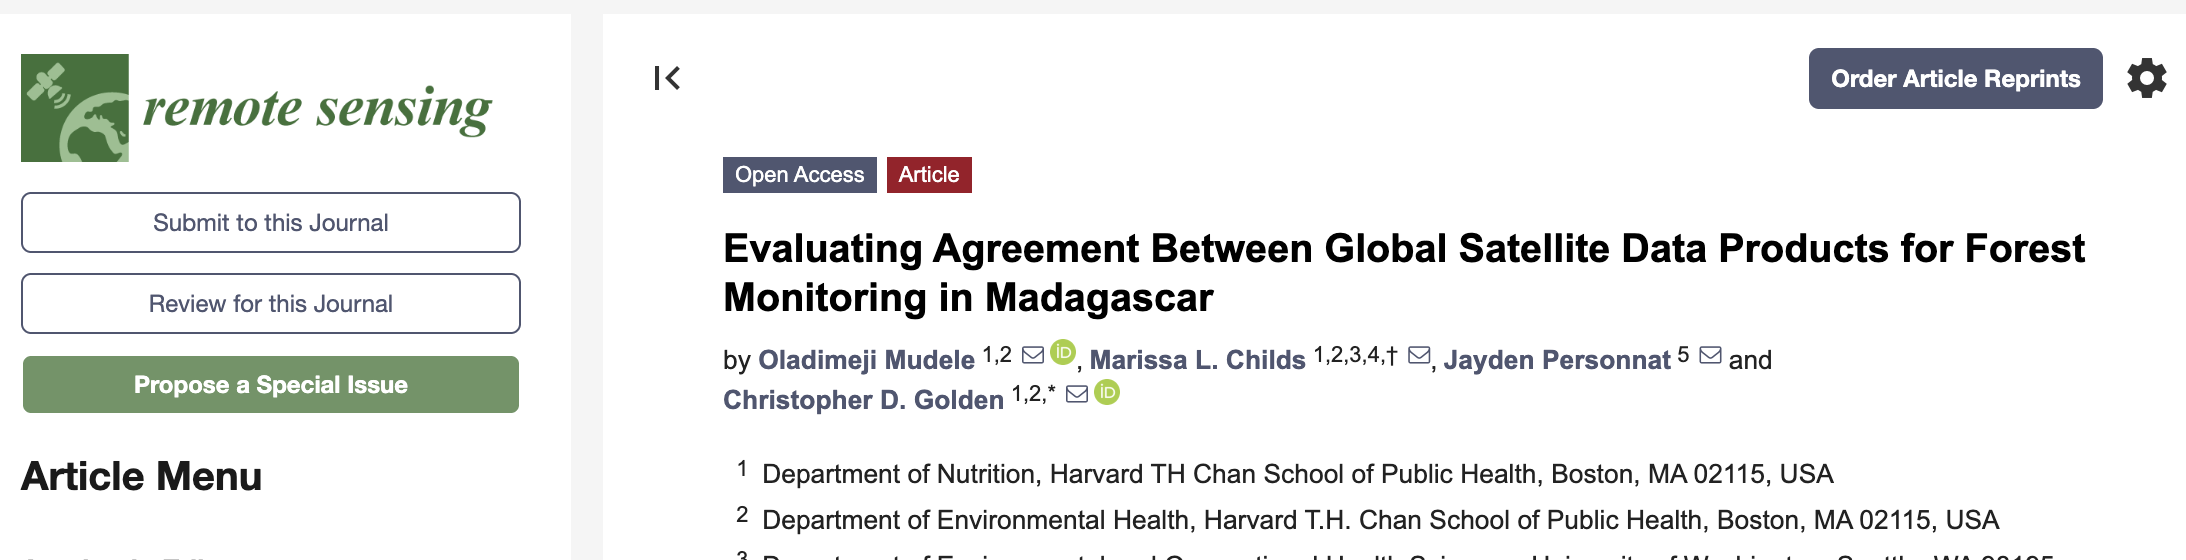 remote sensing
Submit to this Journal
Review for this Journal
Propose a Special Issue
Article Menu
Order Article Reprints
Open Access Article
Evaluating Agreement Between Global Satellite Data Products for Forest
Monitoring in Madagascar
by Oladimeji Mudele 1,2 iD, Marissa L. Childs 1,2,3,4,†, Jayden Personnat 5 and
Christopher D. Golden 1,2,* iD
1 Department of Nutrition, Harvard TH Chan School of Public Health, Boston, MA 02115, USA
2 Department of Environmental Health, Harvard T.H. Chan School of Public Health, Boston, MA 02115, USA